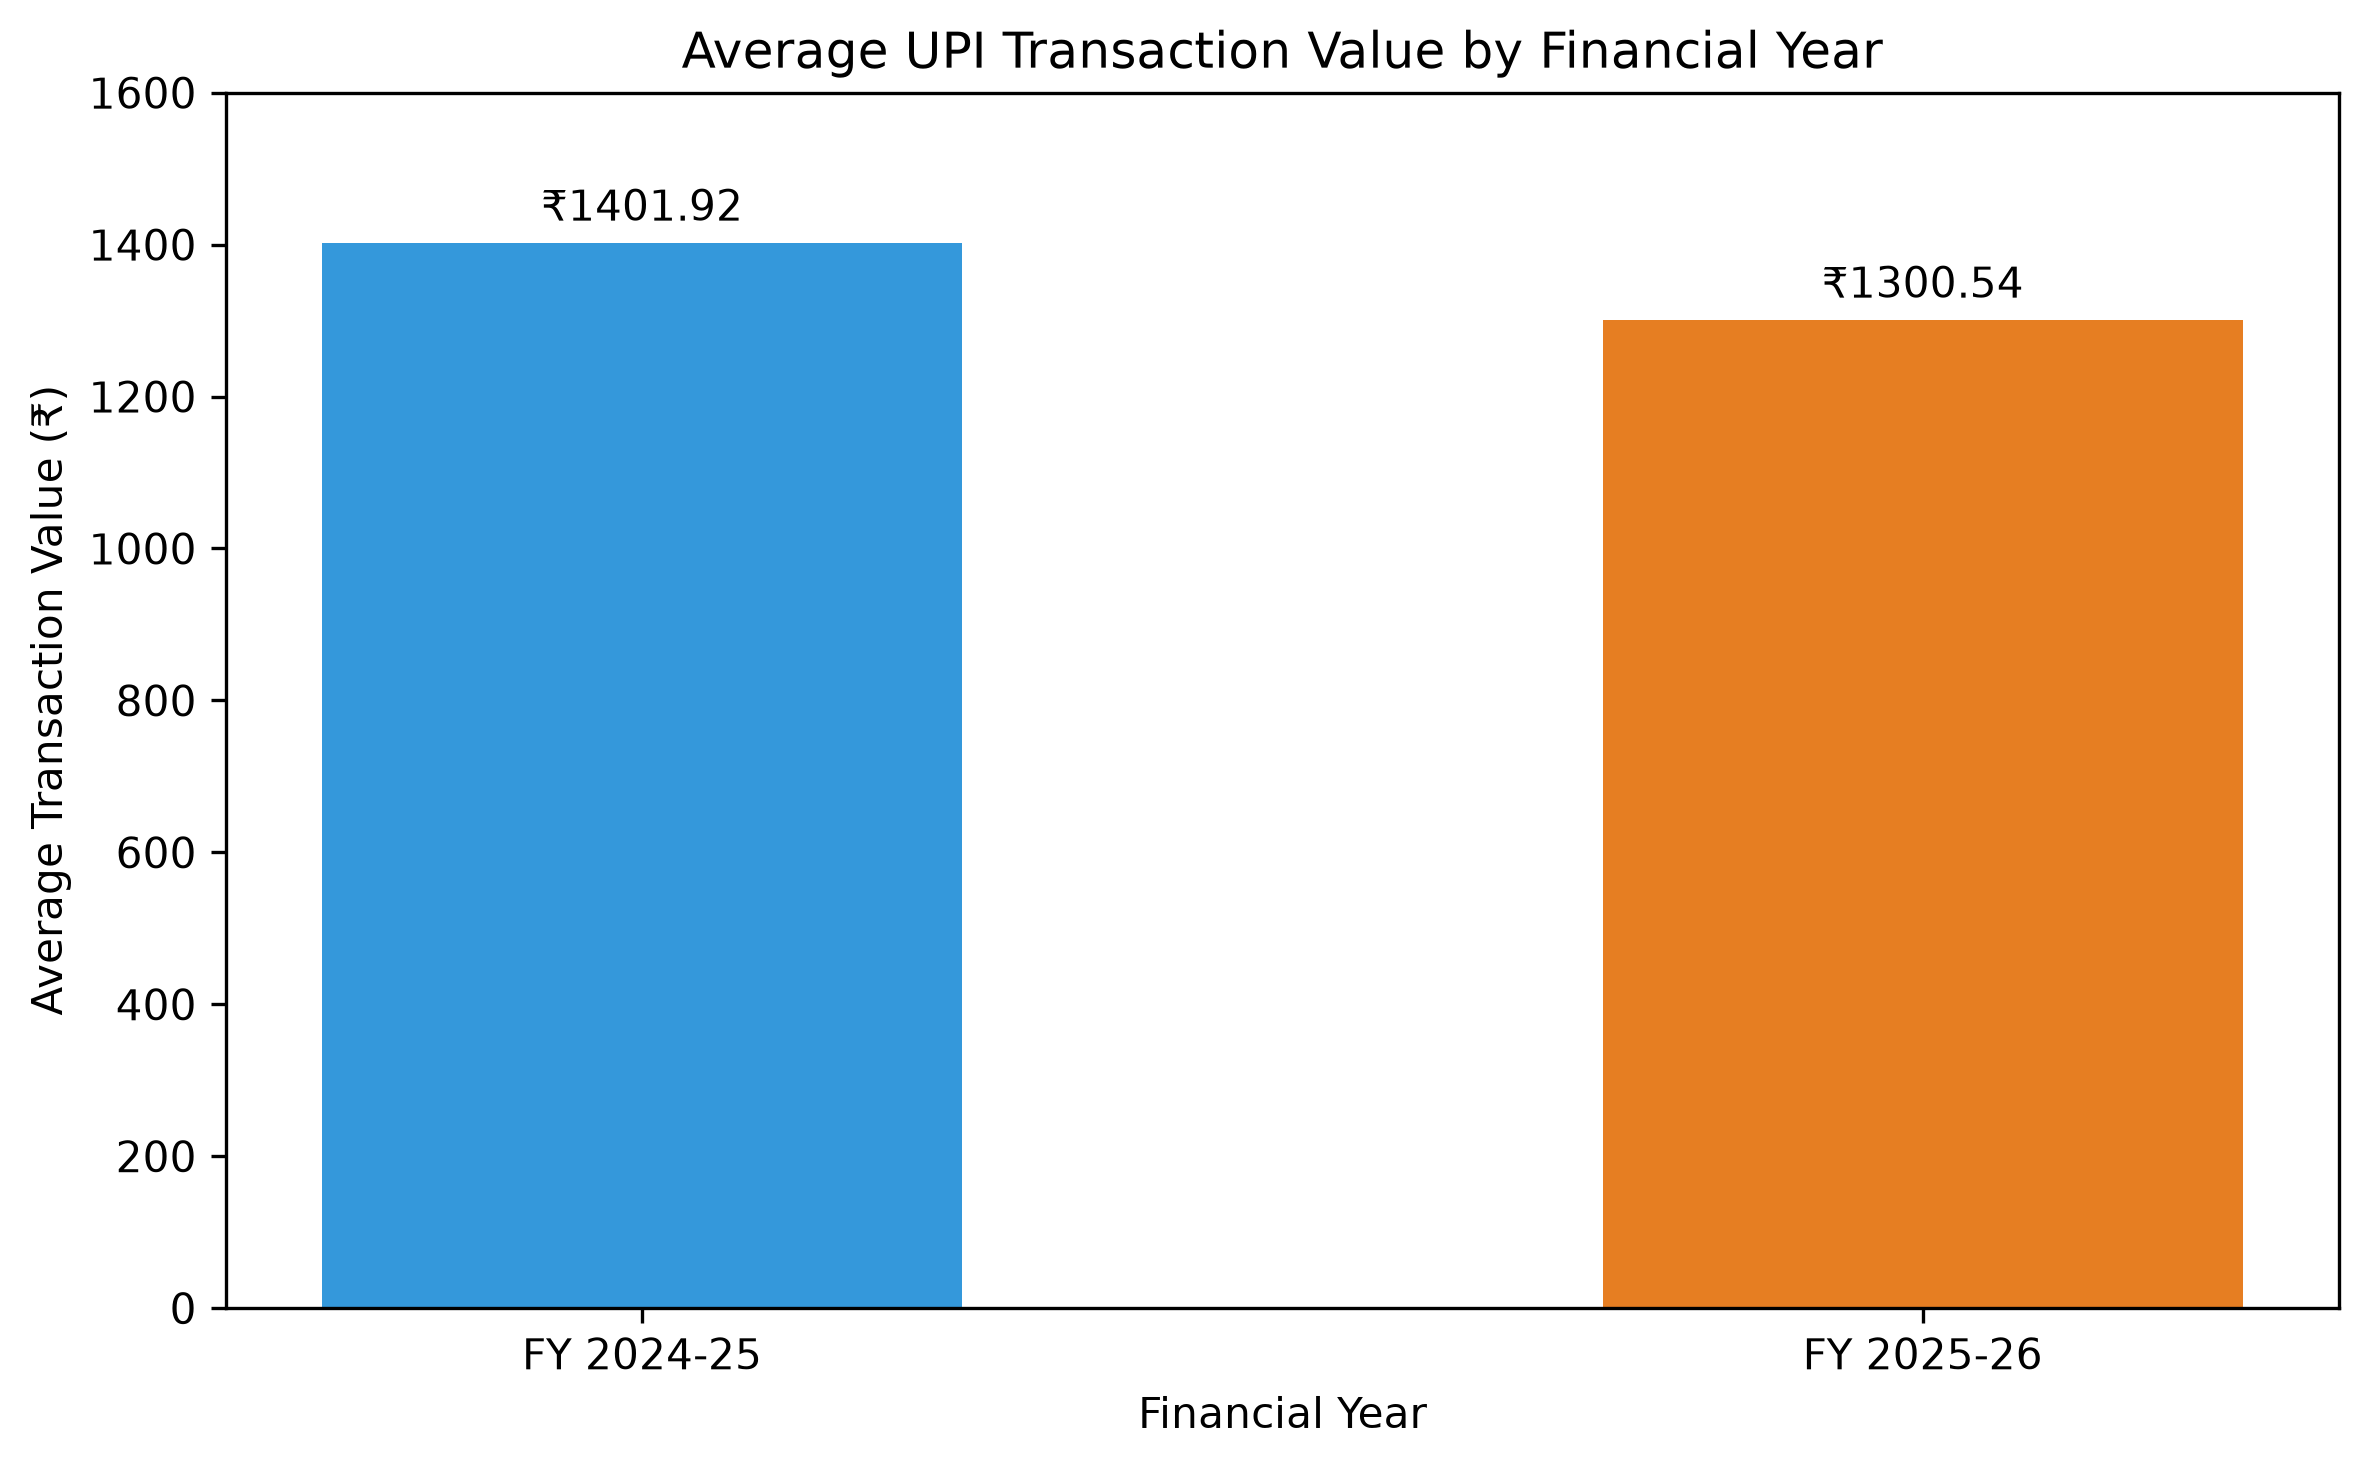 Average UPI Transaction Value by Financial Year
Average Transaction Value (₹)
1600
1400
1200
1000
800
600
400
200
0
₹1401.92
₹1300.54
FY 2024-25
FY 2025-26
Financial Year